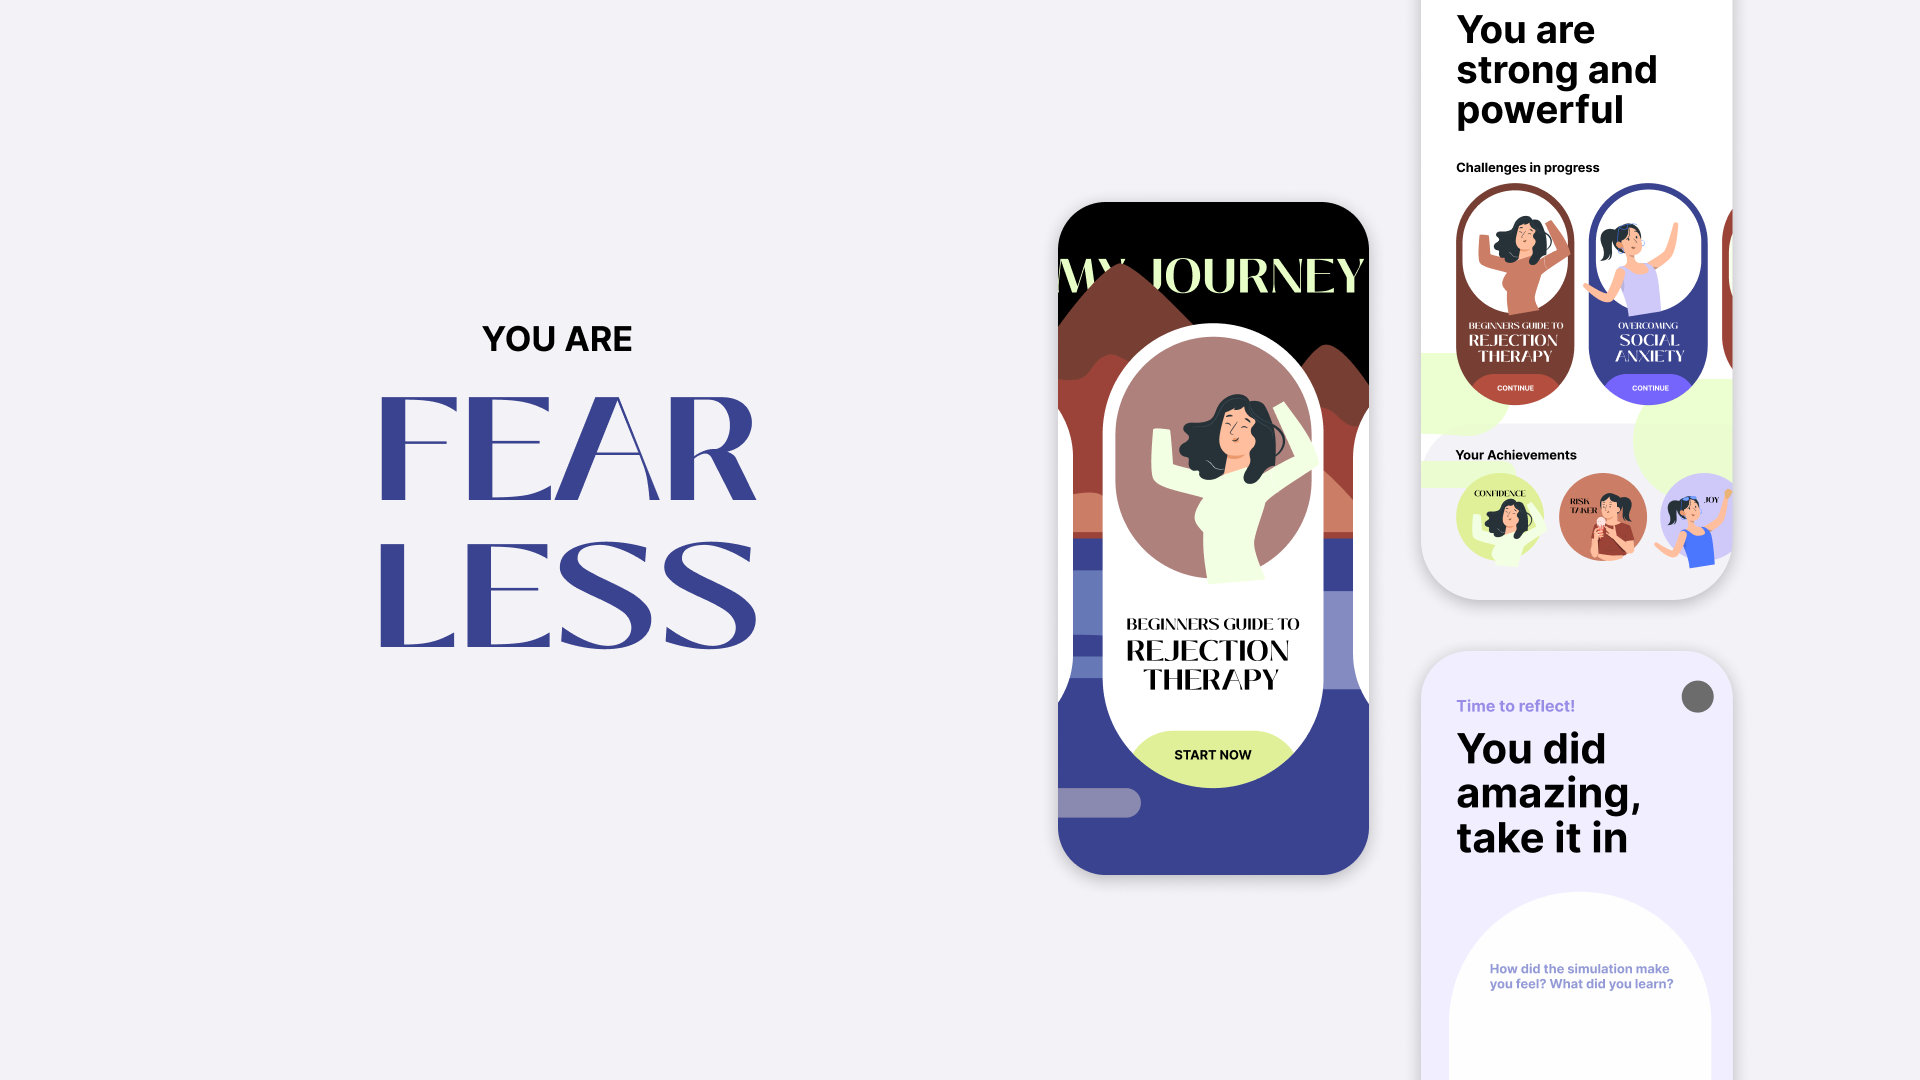 YOU ARE
FEAR
LESS
MY JOURNEY
BEGINNERS GUIDE TO
REJECTION
THERAPY
START NOW
You are
strong and
powerful
Challenges in progress
BEGINNERS GUIDE TO
REJECTION
THERAPY
CONTINUE
OVERCOMING
SOCIAL
ANXIETY
CONTINUE
Your Achievements
CONFIDENCE
RISK
TAKER
JOY
Time to reflect!
You did
amazing,
take it in
How did the simulation make
you feel? What did you learn?